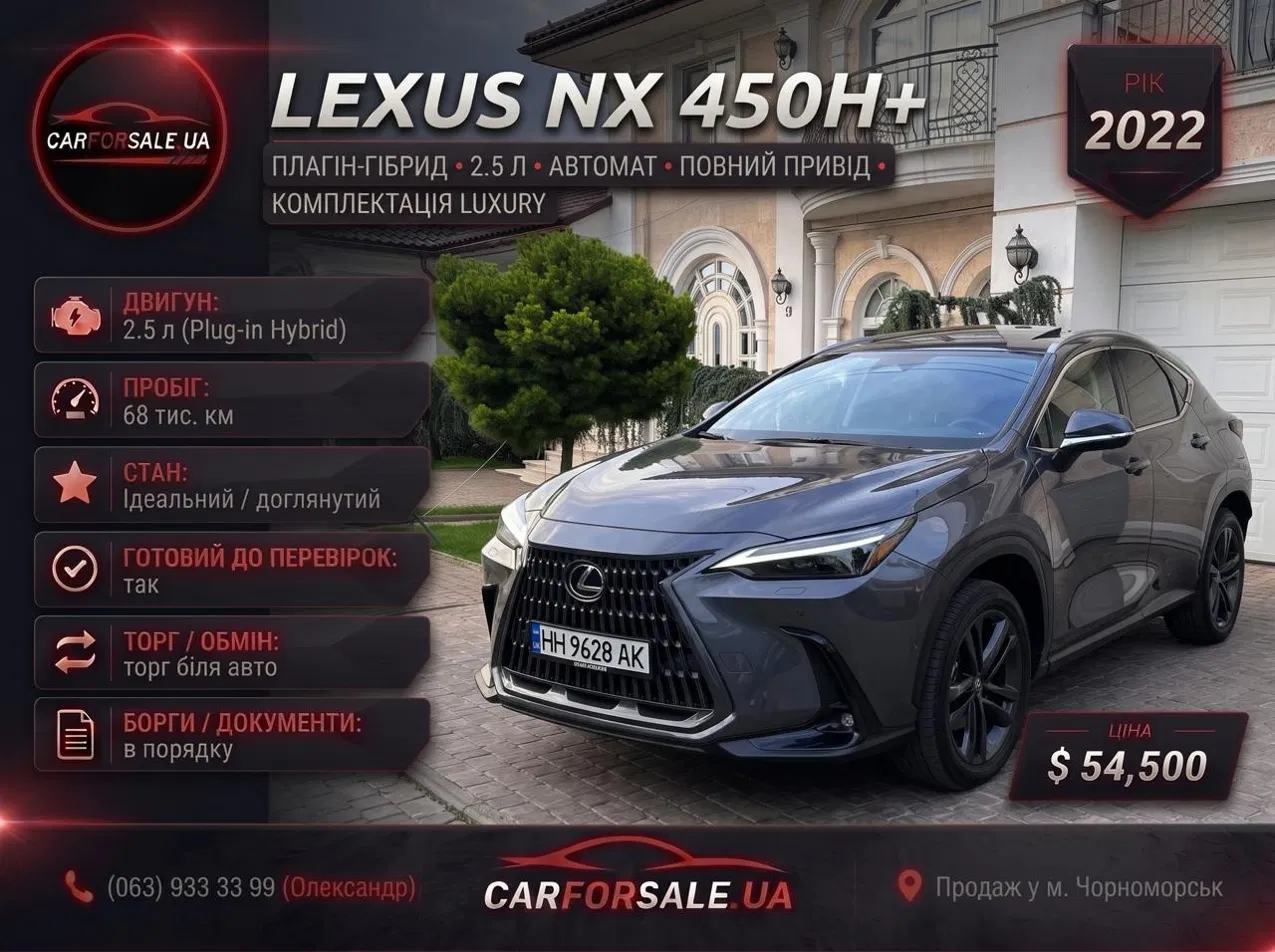 CARFORSALE.UA
LEXUS NX 450H+
ПЛАГІН-ГІБРИД • 2.5 Л • АВТОМАТ • ПОВНИЙ ПРИВІД •
КОМПЛЕКТАЦІЯ LUXURY
РІК
2022
ДВИГУН:
2.5 л (Plug-in Hybrid)
ПРОБІГ:
68 тис. км
СТАН:
Ідеальний / доглянутий
ГОТОВИЙ ДО ПЕРЕВІРОК:
так
ТОРГ / ОБМІН:
торг біля авто
БОРГИ / ДОКУМЕНТИ:
в порядку
9
UA
HH 9628 AK
ЦІНА
$ 54,500
(063) 933 33 99 (Олександр)
CARFORSALE.UA
Продаж у м. Чорноморськ